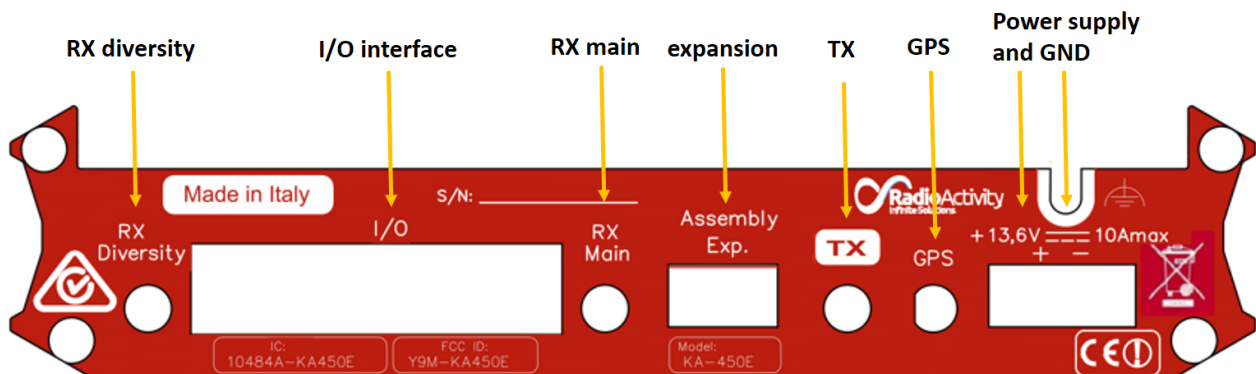 RX diversity
I/O interface
RX main
expansion
TX
GPS
Power supply
and GND
Made in Italy
S/N:
RadioActivity
Infinite Solutions
RX
Diversity
I/O
RX
Main
Assembly
Exp.
TX
GPS
+13,6V 10Amax
+ −
IC:
10484A-KA450E
FCC ID:
Y9M-KA450E
Model:
KA-450E
CE